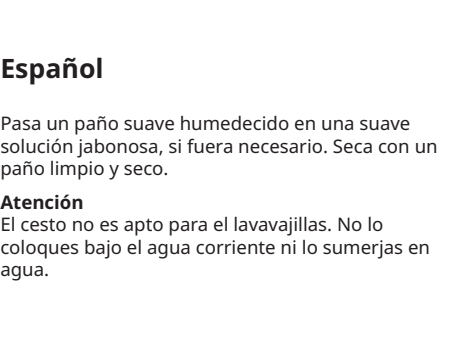 Español
Pasa un paño suave humedecido en una suave
solución jabonosa, si fuera necesario. Seca con un
paño limpio y seco.
Atención
El cesto no es apto para el lavavajillas. No lo
coloques bajo el agua corriente ni lo sumerjas en
agua.